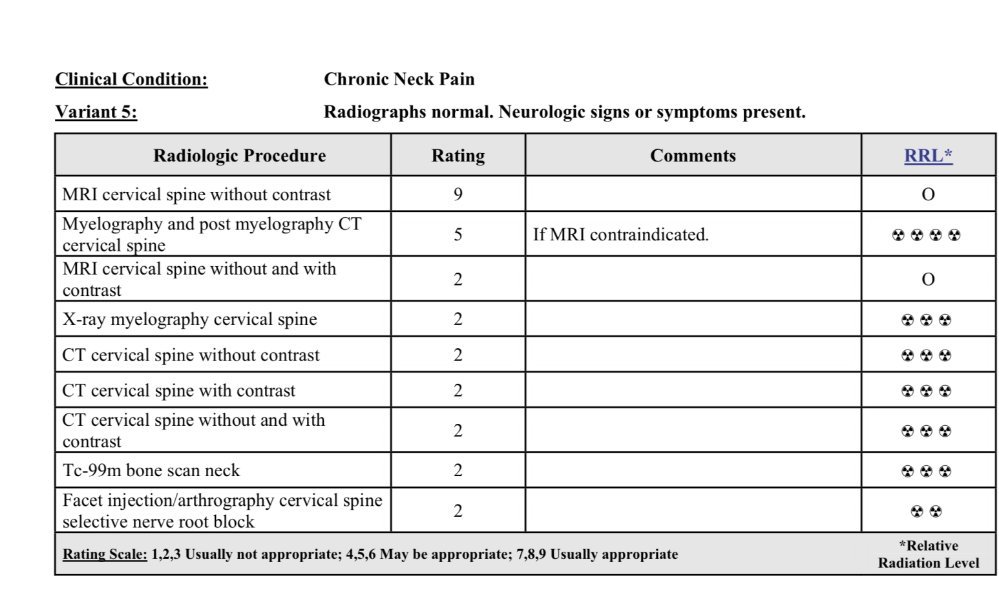 Clinical Condition: Chronic Neck Pain
Variant 5: Radiographs normal. Neurologic signs or symptoms present.
Radiologic Procedure Rating Comments RRL*
MRI cervical spine without contrast 9 O
Myelography and post myelography CT
cervical spine 5 If MRI contraindicated. ☢ ☢ ☢ ☢
MRI cervical spine without and with
contrast 2 O
X-ray myelography cervical spine 2 ☢ ☢ ☢
CT cervical spine without contrast 2 ☢ ☢ ☢
CT cervical spine with contrast 2 ☢ ☢ ☢
CT cervical spine without and with
contrast 2 ☢ ☢ ☢
Tc-99m bone scan neck 2 ☢ ☢ ☢
Facet injection/arthrography cervical spine
selective nerve root block 2 ☢ ☢
Rating Scale: 1,2,3 Usually not appropriate; 4,5,6 May be appropriate; 7,8,9 Usually appropriate
*Relative
Radiation Level